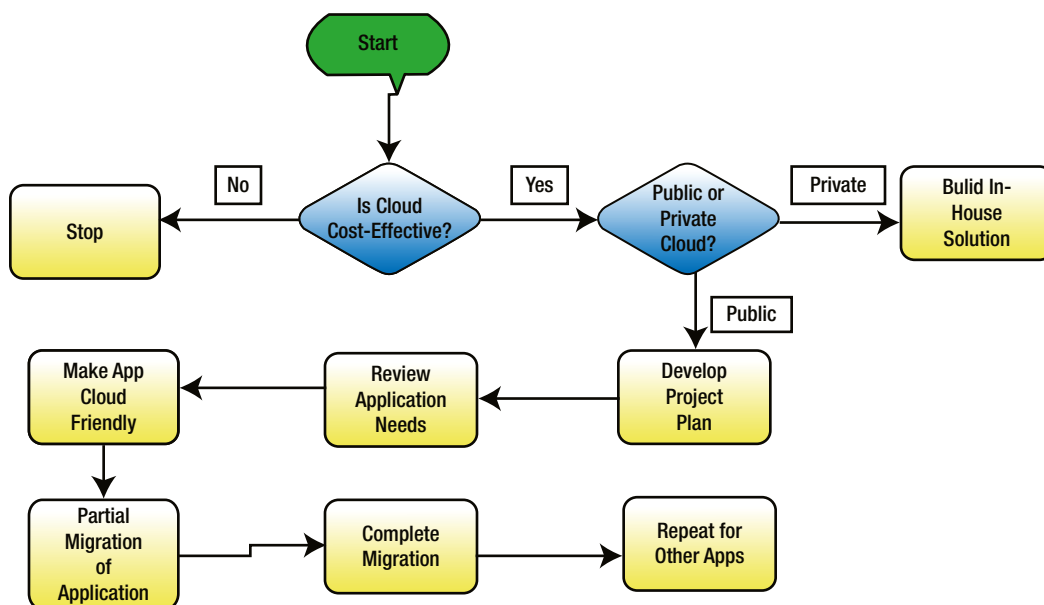 Start
No
Yes
Private
Stop
Is Cloud
Cost-Effective?
Public or
Private
Cloud?
Bulid In-
House
Solution
Public
Make App
Cloud
Friendly
Review
Application
Needs
Develop
Project
Plan
Partial
Migration
of
Application
Complete
Migration
Repeat for
Other Apps